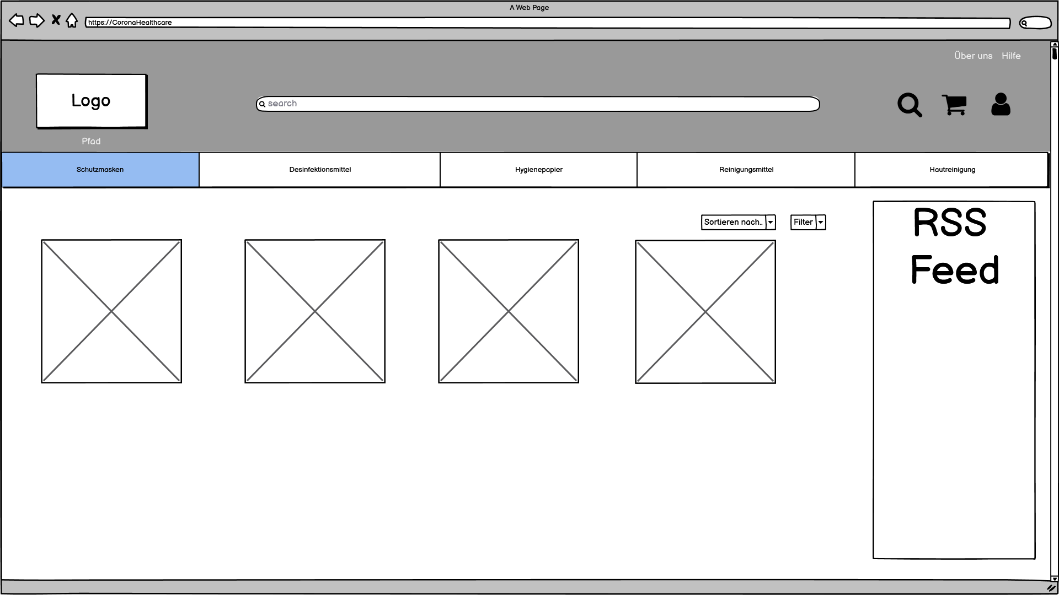 A Web Page
https://CoronaHealthcare
Über uns Hilfe
Logo
search
Pfad
Schutzmasken Desinfektionsmittel Hygienepapier Reinigungsmittel Hautreinigung
Sortieren nach.. Filter
RSS
Feed